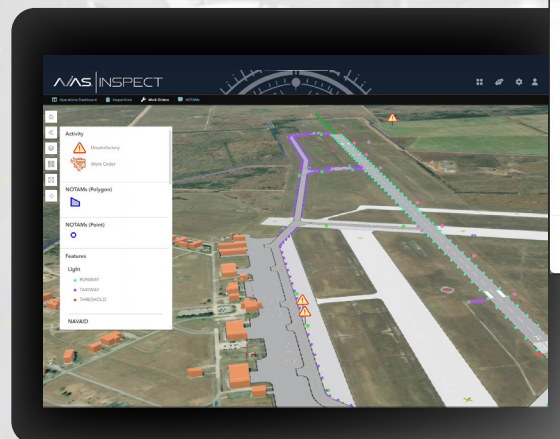 NAS INSPECT
Operations Dashboard Inspections Work Orders NOTAMs
Activity
Unsatisfactory
Work Order
NOTAMs (Polygon)
NOTAMs (Point)
Features
Light
RUNWAY
TAXIWAY
THRESHOLD
NAVAID